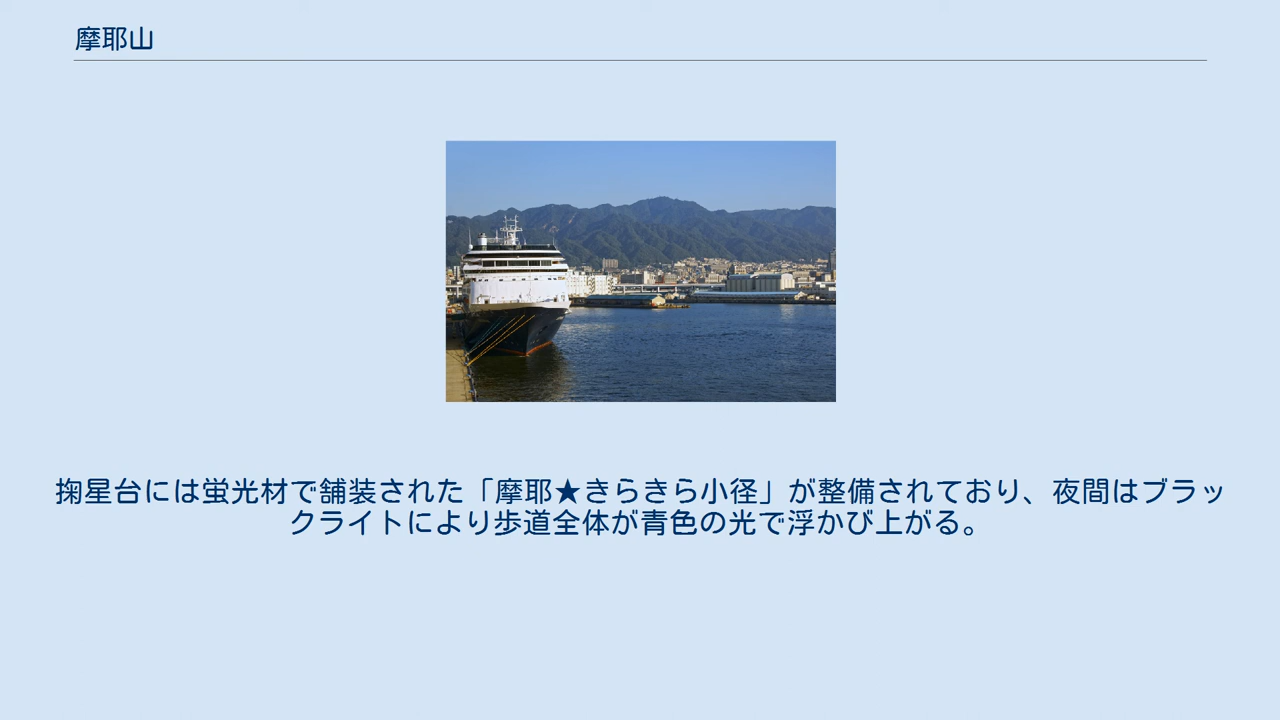 摩耶山
掬星台には蛍光材で舗装された「摩耶★きらきら小径」が整備されており、夜間はブラッ
クライトにより歩道全体が青色の光で浮かび上がる。